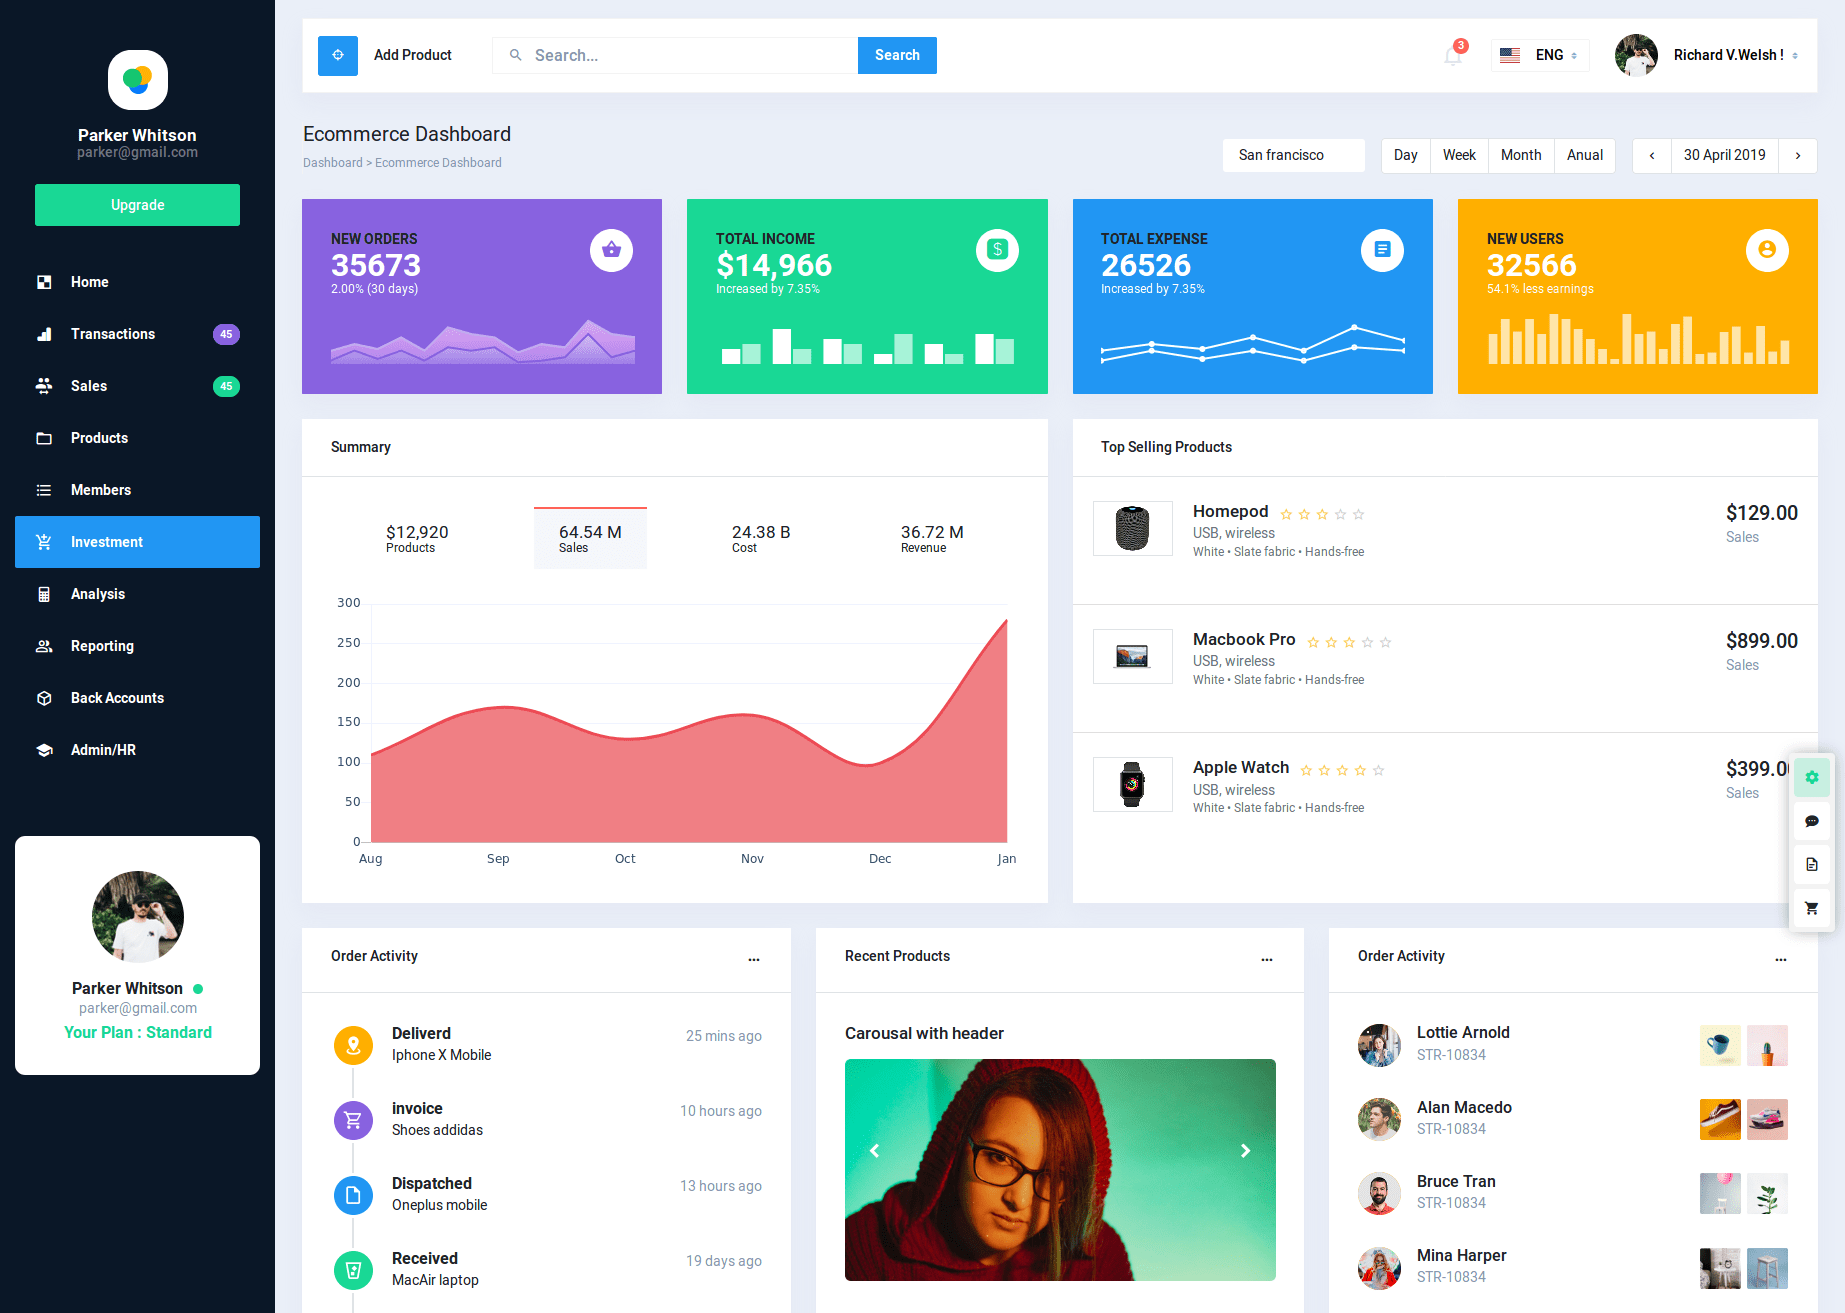 Parker Whitson
parker@gmail.com
Upgrade
Home
Transactions 45
Sales 45
Products
Members
Investment
Analysis
Reporting
Back Accounts
Admin/HR
Parker Whitson
parker@gmail.com
Your Plan : Standard
Add Product
Search...
Search
3
ENG
Richard V.Welsh !
Ecommerce Dashboard
Dashboard > Ecommerce Dashboard
San francisco
Day Week Month Anual
‹ 30 April 2019 ›
NEW ORDERS
35673
2.00% (30 days)
TOTAL INCOME
$14,966
Increased by 7.35%
$
TOTAL EXPENSE
26526
Increased by 7.35%
NEW USERS
32566
54.1% less earnings
Summary
$12,920
Products
64.54 M
Sales
24.38 B
Cost
36.72 M
Revenue
300
250
200
150
100
50
0
Aug Sep Oct Nov Dec Jan
Top Selling Products
Homepod
USB, wireless
White • Slate fabric • Hands-free
$129.00
Sales
Macbook Pro
USB, wireless
White • Slate fabric • Hands-free
$899.00
Sales
Apple Watch
USB, wireless
White • Slate fabric • Hands-free
$399.0
Sales
Order Activity ...
Deliverd
Iphone X Mobile
25 mins ago
invoice
Shoes addidas
10 hours ago
Dispatched
Oneplus mobile
13 hours ago
Received
MacAir laptop
19 days ago
Recent Products ...
Carousal with header
Order Activity ...
Lottie Arnold
STR-10834
Alan Macedo
STR-10834
Bruce Tran
STR-10834
Mina Harper
STR-10834